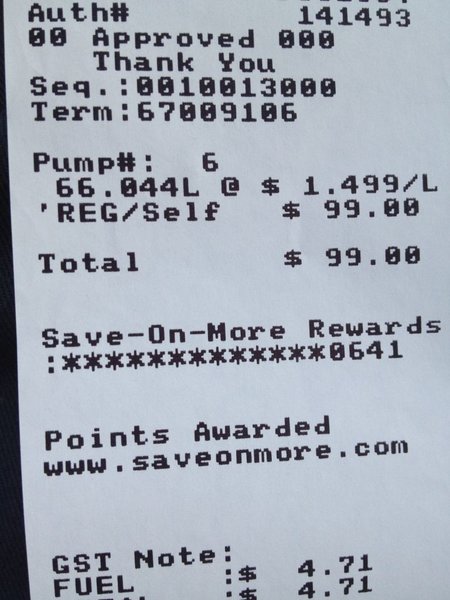 Auth# 141493
00 Approved 000
Thank You
Seq.:0010013000
Term:67009106
Pump#: 6
66.044L @ $ 1.499/L
'REG/Self $ 99.00
Total $ 99.00
Save-On-More Rewards
:*************0641
Points Awarded
www.saveonmore.com
GST Note:
FUEL :$ 4.71
:$ 4.71